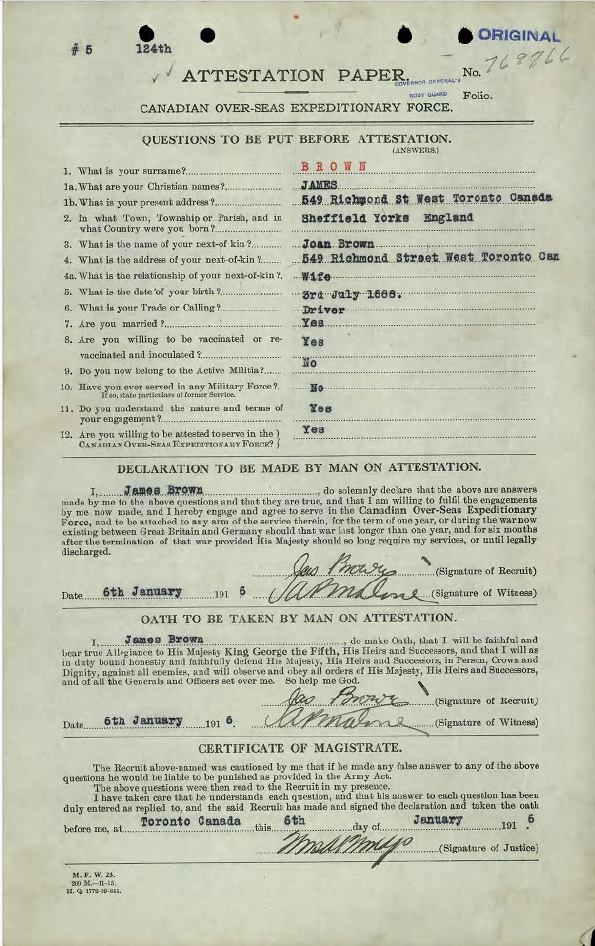 ORIGINAL
# 5 124th
ATTESTATION PAPER. No. 769766
GOVERNOR GENERAL'S
BODY GUARD Folio.
CANADIAN OVER-SEAS EXPEDITIONARY FORCE.
QUESTIONS TO BE PUT BEFORE ATTESTATION.
(ANSWERS.)
1. What is your surname? BROWN
1a. What are your Christian names? JAMES
1b. What is your present address? 549 Richmond St West Toronto Canada
2. In what Town, Township or Parish, and in Sheffield Yorks England
what Country were you born?
3. What is the name of your next-of kin? Joan Brown
4. What is the address of your next-of-kin? 549 Richmond Street West Toronto Can
4a. What is the relationship of your next-of-kin? Wife
5. What is the date of your birth? 3rd July 1888.
6. What is your Trade or Calling? Driver
7. Are you married? Yes
8. Are you willing to be vaccinated or re- Yes
vaccinated and inoculated?
9. Do you now belong to the Active Militia? No
10. Have you ever served in any Military Force? No
If so, state particulars of former Service.
11. Do you understand the nature and terms of Yes
your engagement?
12. Are you willing to be attested to serve in the } Yes
CANADIAN OVER-SEAS EXPEDITIONARY FORCE? }
DECLARATION TO BE MADE BY MAN ON ATTESTATION.
I, James Brown, do solemnly declare that the above are answers
made by me to the above questions and that they are true, and that I am willing to fulfil the engagements
by me now made, and I hereby engage and agree to serve in the Canadian Over-Seas Expeditionary
Force, and to be attached to any arm of the service therein, for the term of one year, or during the war now
existing between Great Britain and Germany should that war last longer than one year, and for six months
after the termination of that war provided His Majesty should so long require my services, or until legally
discharged.
Jas Brown (Signature of Recruit)
Date 6th January 191 6 (Signature of Witness)
OATH TO BE TAKEN BY MAN ON ATTESTATION.
I, James Brown, do make Oath, that I will be faithful and
bear true Allegiance to His Majesty King George the Fifth, His Heirs and Successors, and that I will as
in duty bound honestly and faithfully defend His Majesty, His Heirs and Successors, in Person, Crown and
Dignity, against all enemies, and will observe and obey all orders of His Majesty, His Heirs and Successors,
and of all the Generals and Officers set over me. So help me God.
Jas Brown (Signature of Recruit)
Date 6th January 191 6. (Signature of Witness)
CERTIFICATE OF MAGISTRATE.
The Recruit above-named was cautioned by me that if he made any false answer to any of the above
questions he would be liable to be punished as provided in the Army Act.
The above questions were then read to the Recruit in my presence.
I have taken care that he understands each question, and that his answer to each question has been
duly entered as replied to, and the said Recruit has made and signed the declaration and taken the oath
before me, at Toronto Canada this 6th day of January 191 6
(Signature of Justice)
M. F. W. 23.
200 M.—11-15.
H. Q. 1772-39-841.